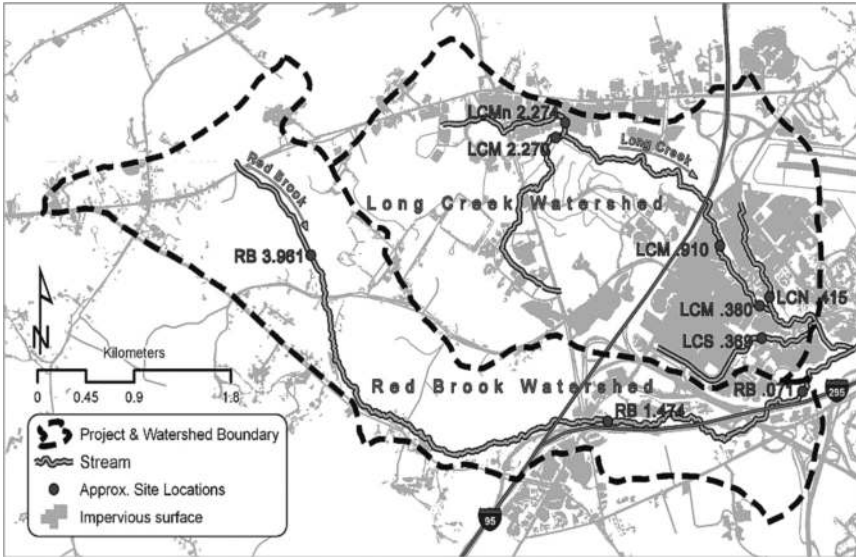 LCMn 2.274
LCM 2.270
Long Creek
Red Brook
Long Creek Watershed
RB 3.961
LCM .910
LCN .415
LCM .380
LCS .369
N
Kilometers
0 0.45 0.9 1.8
Red Brook Watershed
RB .071
295
RB 1.474
95
Project & Watershed Boundary
Stream
Approx. Site Locations
Impervious surface